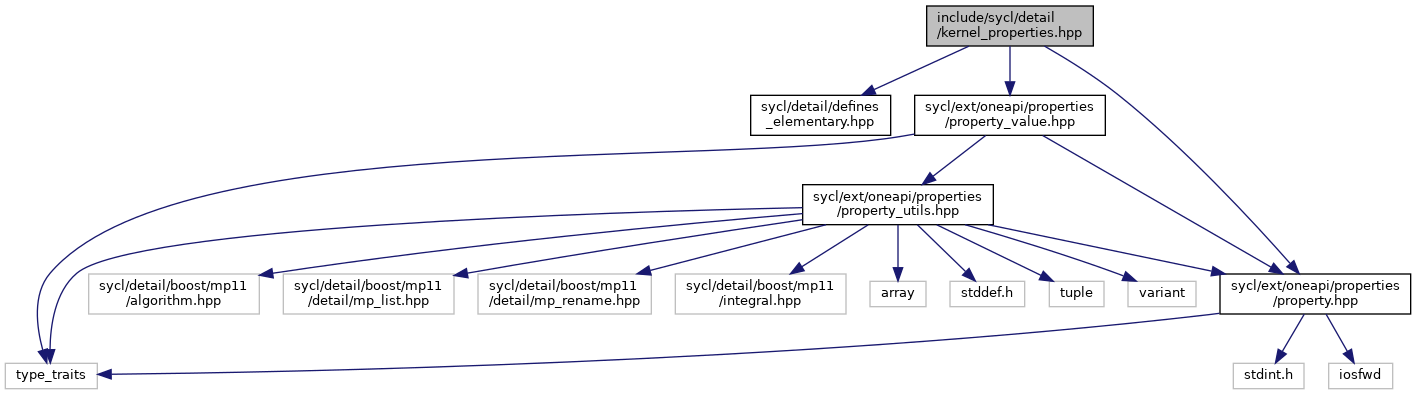 include/sycl/detail
/kernel_properties.hpp
sycl/detail/defines
_elementary.hpp
sycl/ext/oneapi/properties
/property_value.hpp
sycl/ext/oneapi/properties
/property_utils.hpp
sycl/detail/boost/mp11
/algorithm.hpp
sycl/detail/boost/mp11
/detail/mp_list.hpp
sycl/detail/boost/mp11
/detail/mp_rename.hpp
sycl/detail/boost/mp11
/integral.hpp
array
stddef.h
tuple
variant
sycl/ext/oneapi/properties
/property.hpp
type_traits
stdint.h
iosfwd